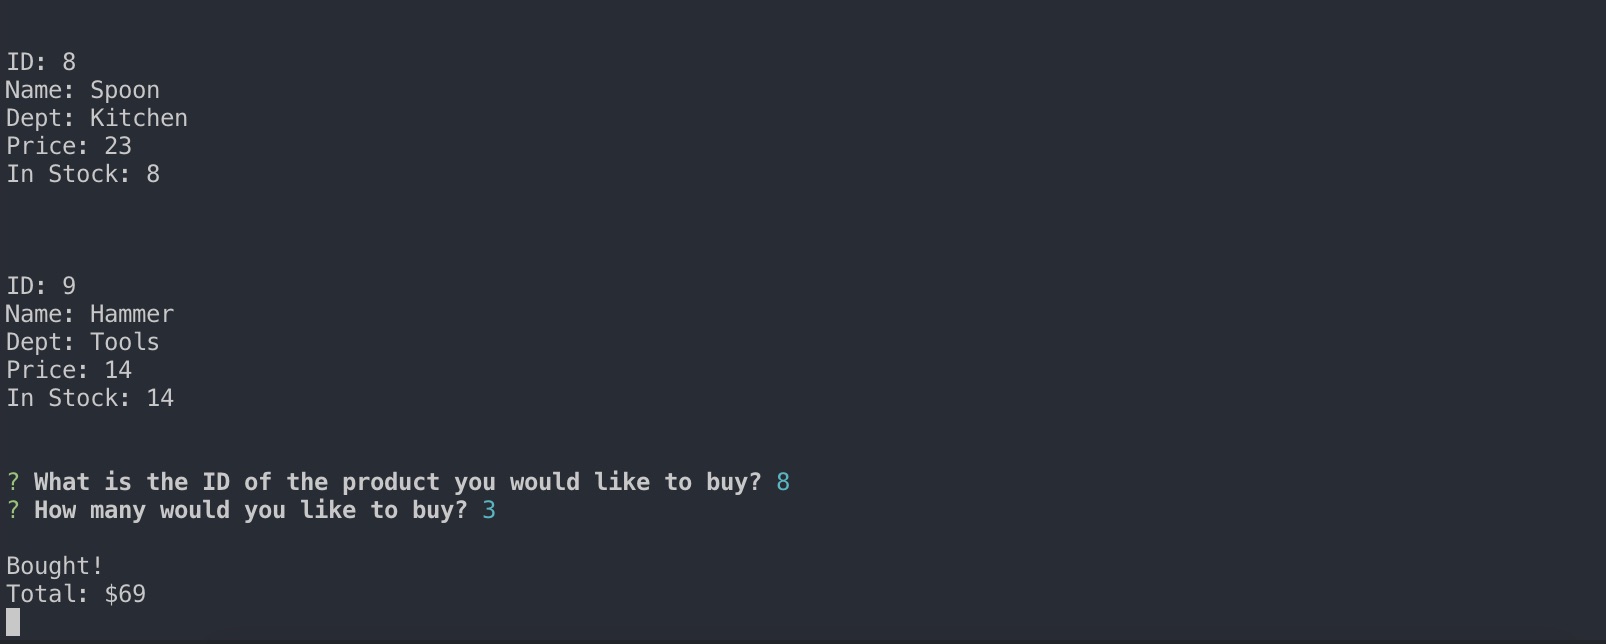 ID: 8
Name: Spoon
Dept: Kitchen
Price: 23
In Stock: 8
ID: 9
Name: Hammer
Dept: Tools
Price: 14
In Stock: 14
? What is the ID of the product you would like to buy? 8
? How many would you like to buy? 3
Bought!
Total: $69